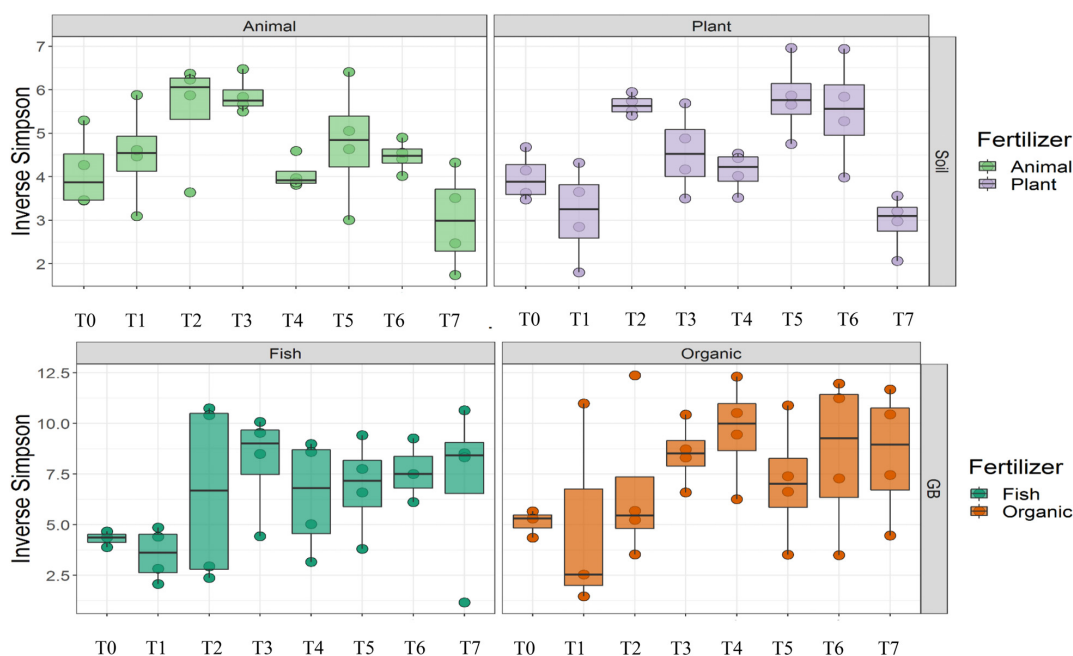 Animal Plant
7
6
5
4
3
2
Inverse Simpson
Soil
Fertilizer
Animal
Plant
T0 T1 T2 T3 T4 T5 T6 T7 . T0 T1 T2 T3 T4 T5 T6 T7
Fish Organic
12.5
10.0
7.5
5.0
2.5
Inverse Simpson
GB
Fertilizer
Fish
Organic
T0 T1 T2 T3 T4 T5 T6 T7 T0 T1 T2 T3 T4 T5 T6 T7